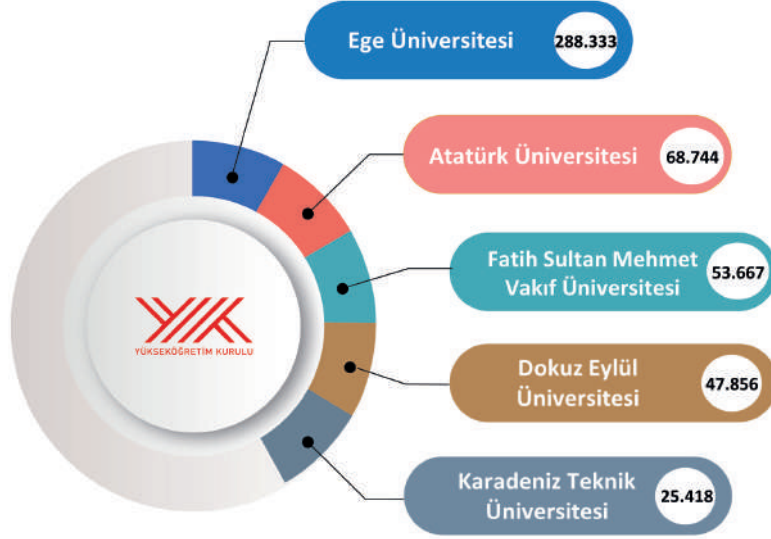 Ege Üniversitesi 288.333
Atatürk Üniversitesi 68.744
Fatih Sultan Mehmet
Vakıf Üniversitesi 53.667
YÜKSEKÖĞRETİM KURULU
Dokuz Eylül
Üniversitesi 47.856
Karadeniz Teknik
Üniversitesi 25.418